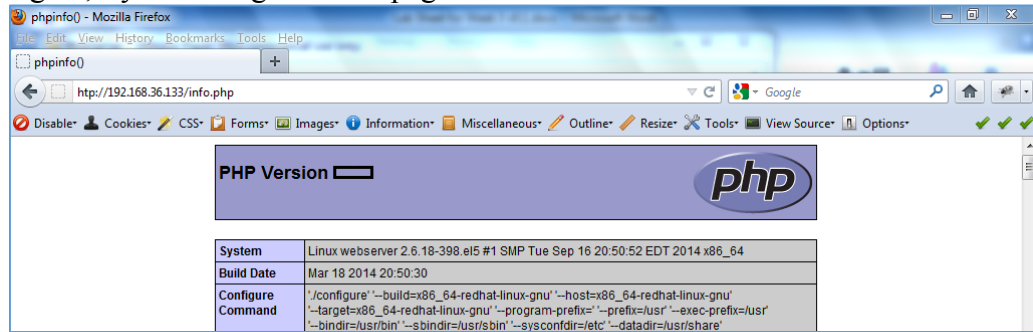 phpinfo() - Mozilla Firefox
File Edit View History Bookmarks Tools Help
phpinfo()
http://192.168.36.133/info.php
Google
Disable Cookies CSS Forms Images Information Miscellaneous Outline Resize Tools View Source Options
PHP Version
php
System Linux webserver 2.6.18-398.el5 #1 SMP Tue Sep 16 20:50:52 EDT 2014 x86_64
Build Date Mar 18 2014 20:50:30
Configure Command './configure' '--build=x86_64-redhat-linux-gnu' '--host=x86_64-redhat-linux-gnu'
'--target=x86_64-redhat-linux-gnu' '--program-prefix=' '--prefix=/usr' '--exec-prefix=/usr'
'--bindir=/usr/bin' '--sbindir=/usr/sbin' '--sysconfdir=/etc' '--datadir=/usr/share'